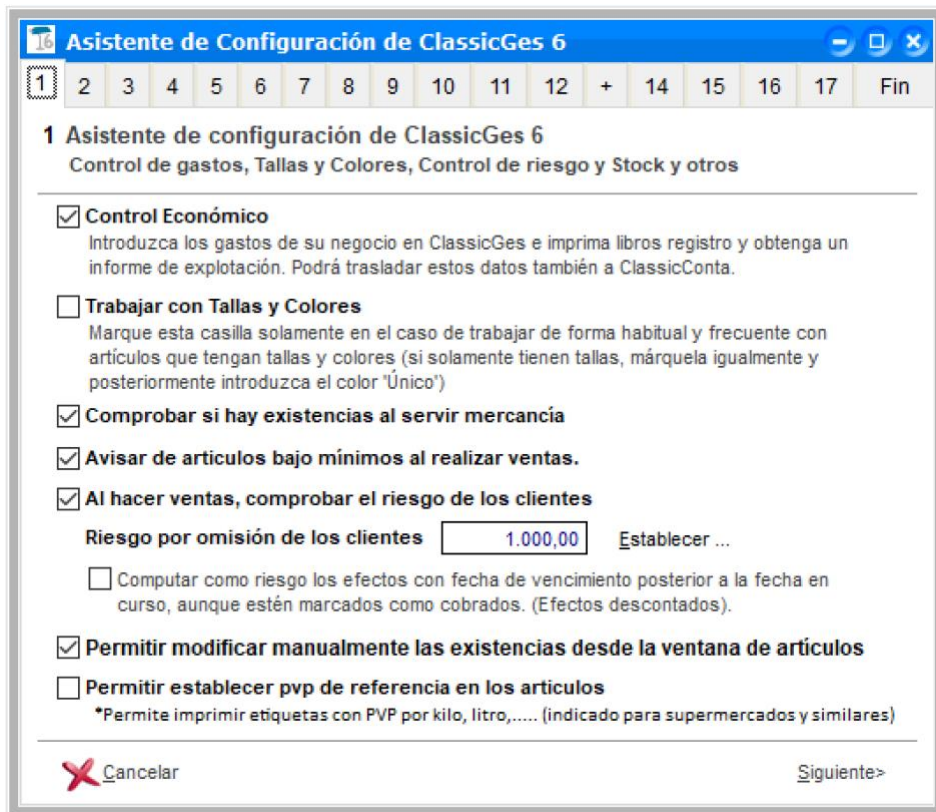 T6 Asistente de Configuración de ClassicGes 6
1 2 3 4 5 6 7 8 9 10 11 12 + 14 15 16 17 Fin
1 Asistente de configuración de ClassicGes 6
Control de gastos, Tallas y Colores, Control de riesgo y Stock y otros
Control Económico
Introduzca los gastos de su negocio en ClassicGes e imprima libros registro y obtenga un
informe de explotación. Podrá trasladar estos datos también a ClassicConta.
Trabajar con Tallas y Colores
Marque esta casilla solamente en el caso de trabajar de forma habitual y frecuente con
artículos que tengan tallas y colores (si solamente tienen tallas, márquela igualmente y
posteriormente introduzca el color 'Único')
Comprobar si hay existencias al servir mercancía
Avisar de articulos bajo mínimos al realizar ventas.
Al hacer ventas, comprobar el riesgo de los clientes
Riesgo por omisión de los clientes 1.000,00 Establecer ...
Computar como riesgo los efectos con fecha de vencimiento posterior a la fecha en
curso, aunque estén marcados como cobrados. (Efectos descontados).
Permitir modificar manualmente las existencias desde la ventana de artículos
Permitir establecer pvp de referencia en los articulos
*Permite imprimir etiquetas con PVP por kilo, litro,..... (indicado para supermercados y similares)
Cancelar Siguiente>